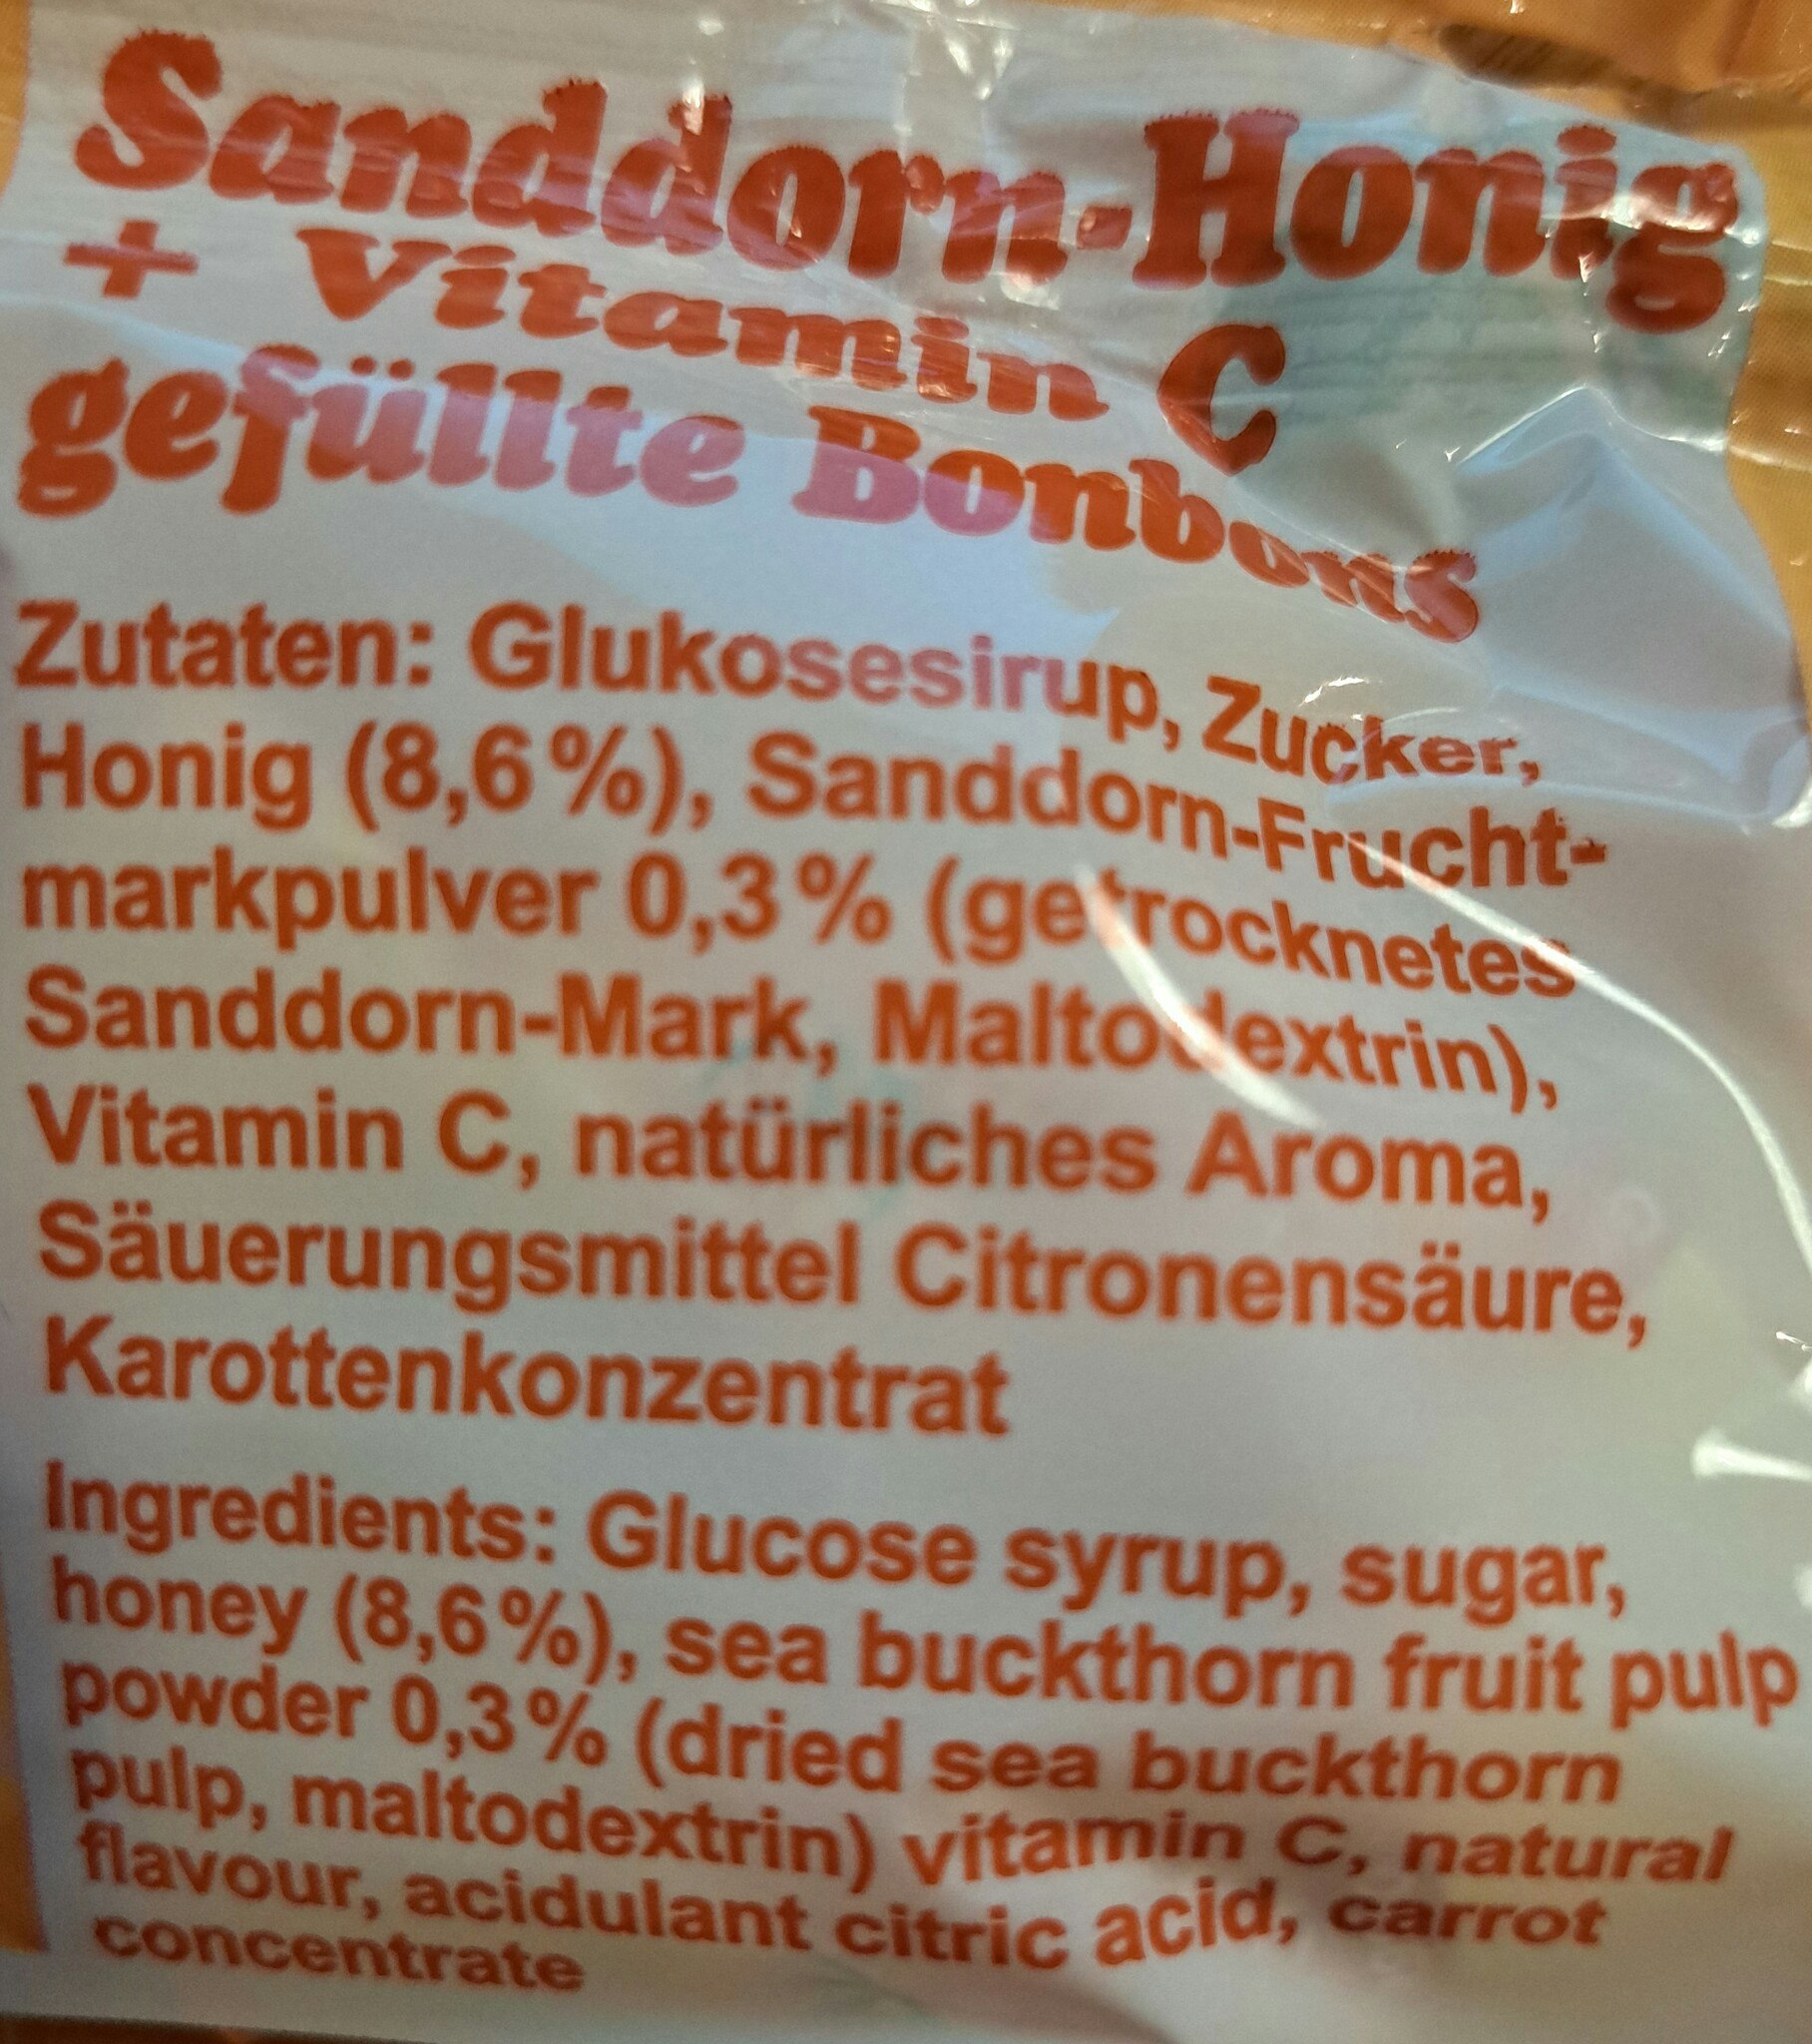 Sanddorn-Honig
+ Vitamin C
gefüllte Bonbons
Zutaten: Glukosesirup, Zucker,
Honig (8,6%), Sanddorn-Frucht-
markpulver 0,3% (getrocknetes
Sanddorn-Mark, Maltodextrin),
Vitamin C, natürliches Aroma,
Säuerungsmittel Citronensäure,
Karottenkonzentrat
Ingredients: Glucose syrup, sugar,
honey (8,6%), sea buckthorn fruit pulp
powder 0,3% (dried sea buckthorn
pulp, maltodextrin) vitamin C, natural
flavour, acidulant citric acid, carrot
concentrate